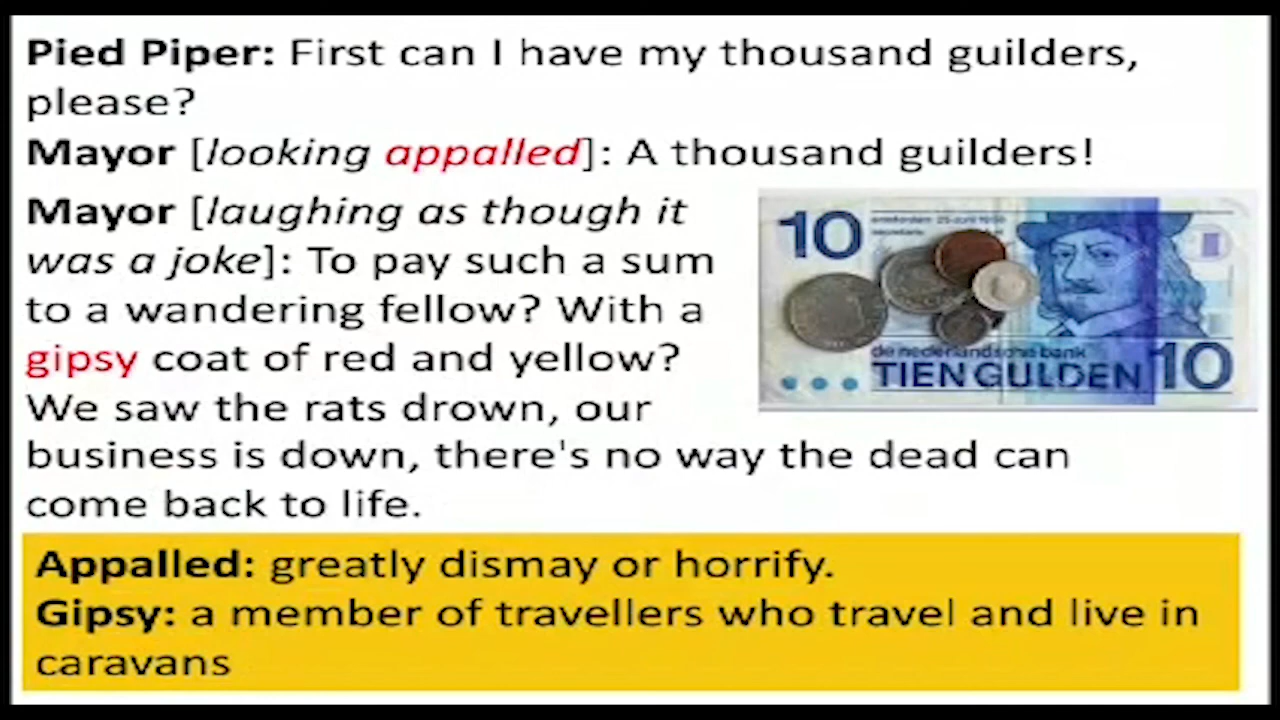 Pied Piper: First can I have my thousand guilders,
please?
Mayor [looking appalled]: A thousand guilders!
Mayor [laughing as though it
was a joke]: To pay such a sum
to a wandering fellow? With a
gipsy coat of red and yellow?
We saw the rats drown, our
business is down, there's no way the dead can
come back to life.
10
de nederlandsche bank
TIEN GULDEN 10
Appalled: greatly dismay or horrify.
Gipsy: a member of travellers who travel and live in
caravans